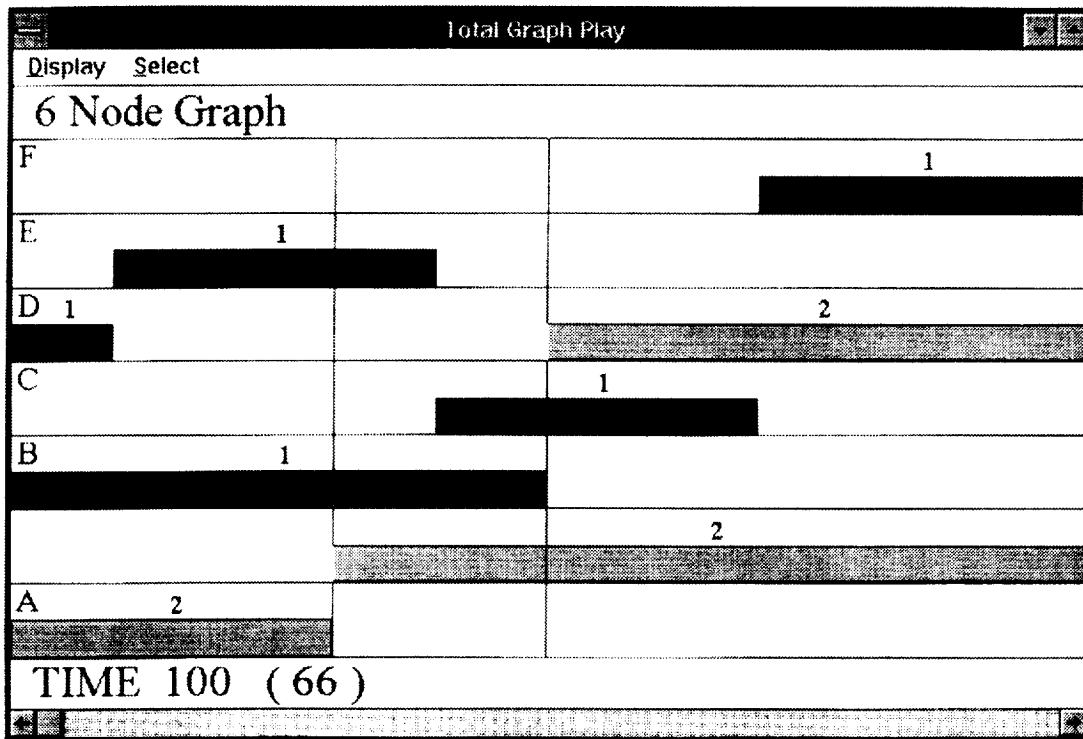 Total Graph Play
Display Select
6 Node Graph
F
1
E
1
D 1
2
C
1
B
1
2
A
2
TIME 100 ( 66 )